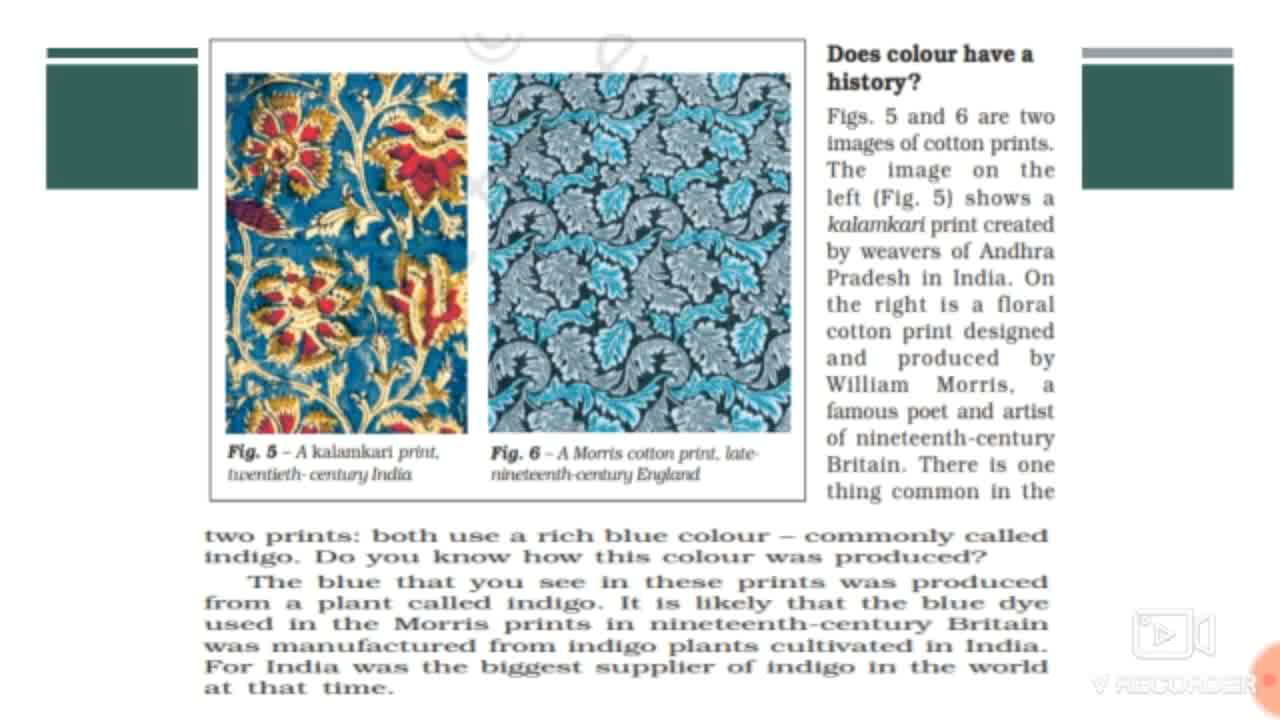 Does colour have a
history?
Figs. 5 and 6 are two
images of cotton prints.
The image on the
left (Fig. 5) shows a
kalamkari print created
by weavers of Andhra
Pradesh in India. On
the right is a floral
cotton print designed
and produced by
William Morris, a
famous poet and artist
of nineteenth-century
Britain. There is one
thing common in the
Fig. 5 – A kalamkari print,
twentieth- century India
Fig. 6 – A Morris cotton print, late-
nineteenth-century England
two prints: both use a rich blue colour – commonly called
indigo. Do you know how this colour was produced?
The blue that you see in these prints was produced
from a plant called indigo. It is likely that the blue dye
used in the Morris prints in nineteenth-century Britain
was manufactured from indigo plants cultivated in India.
For India was the biggest supplier of indigo in the world
at that time.
V RECORDER